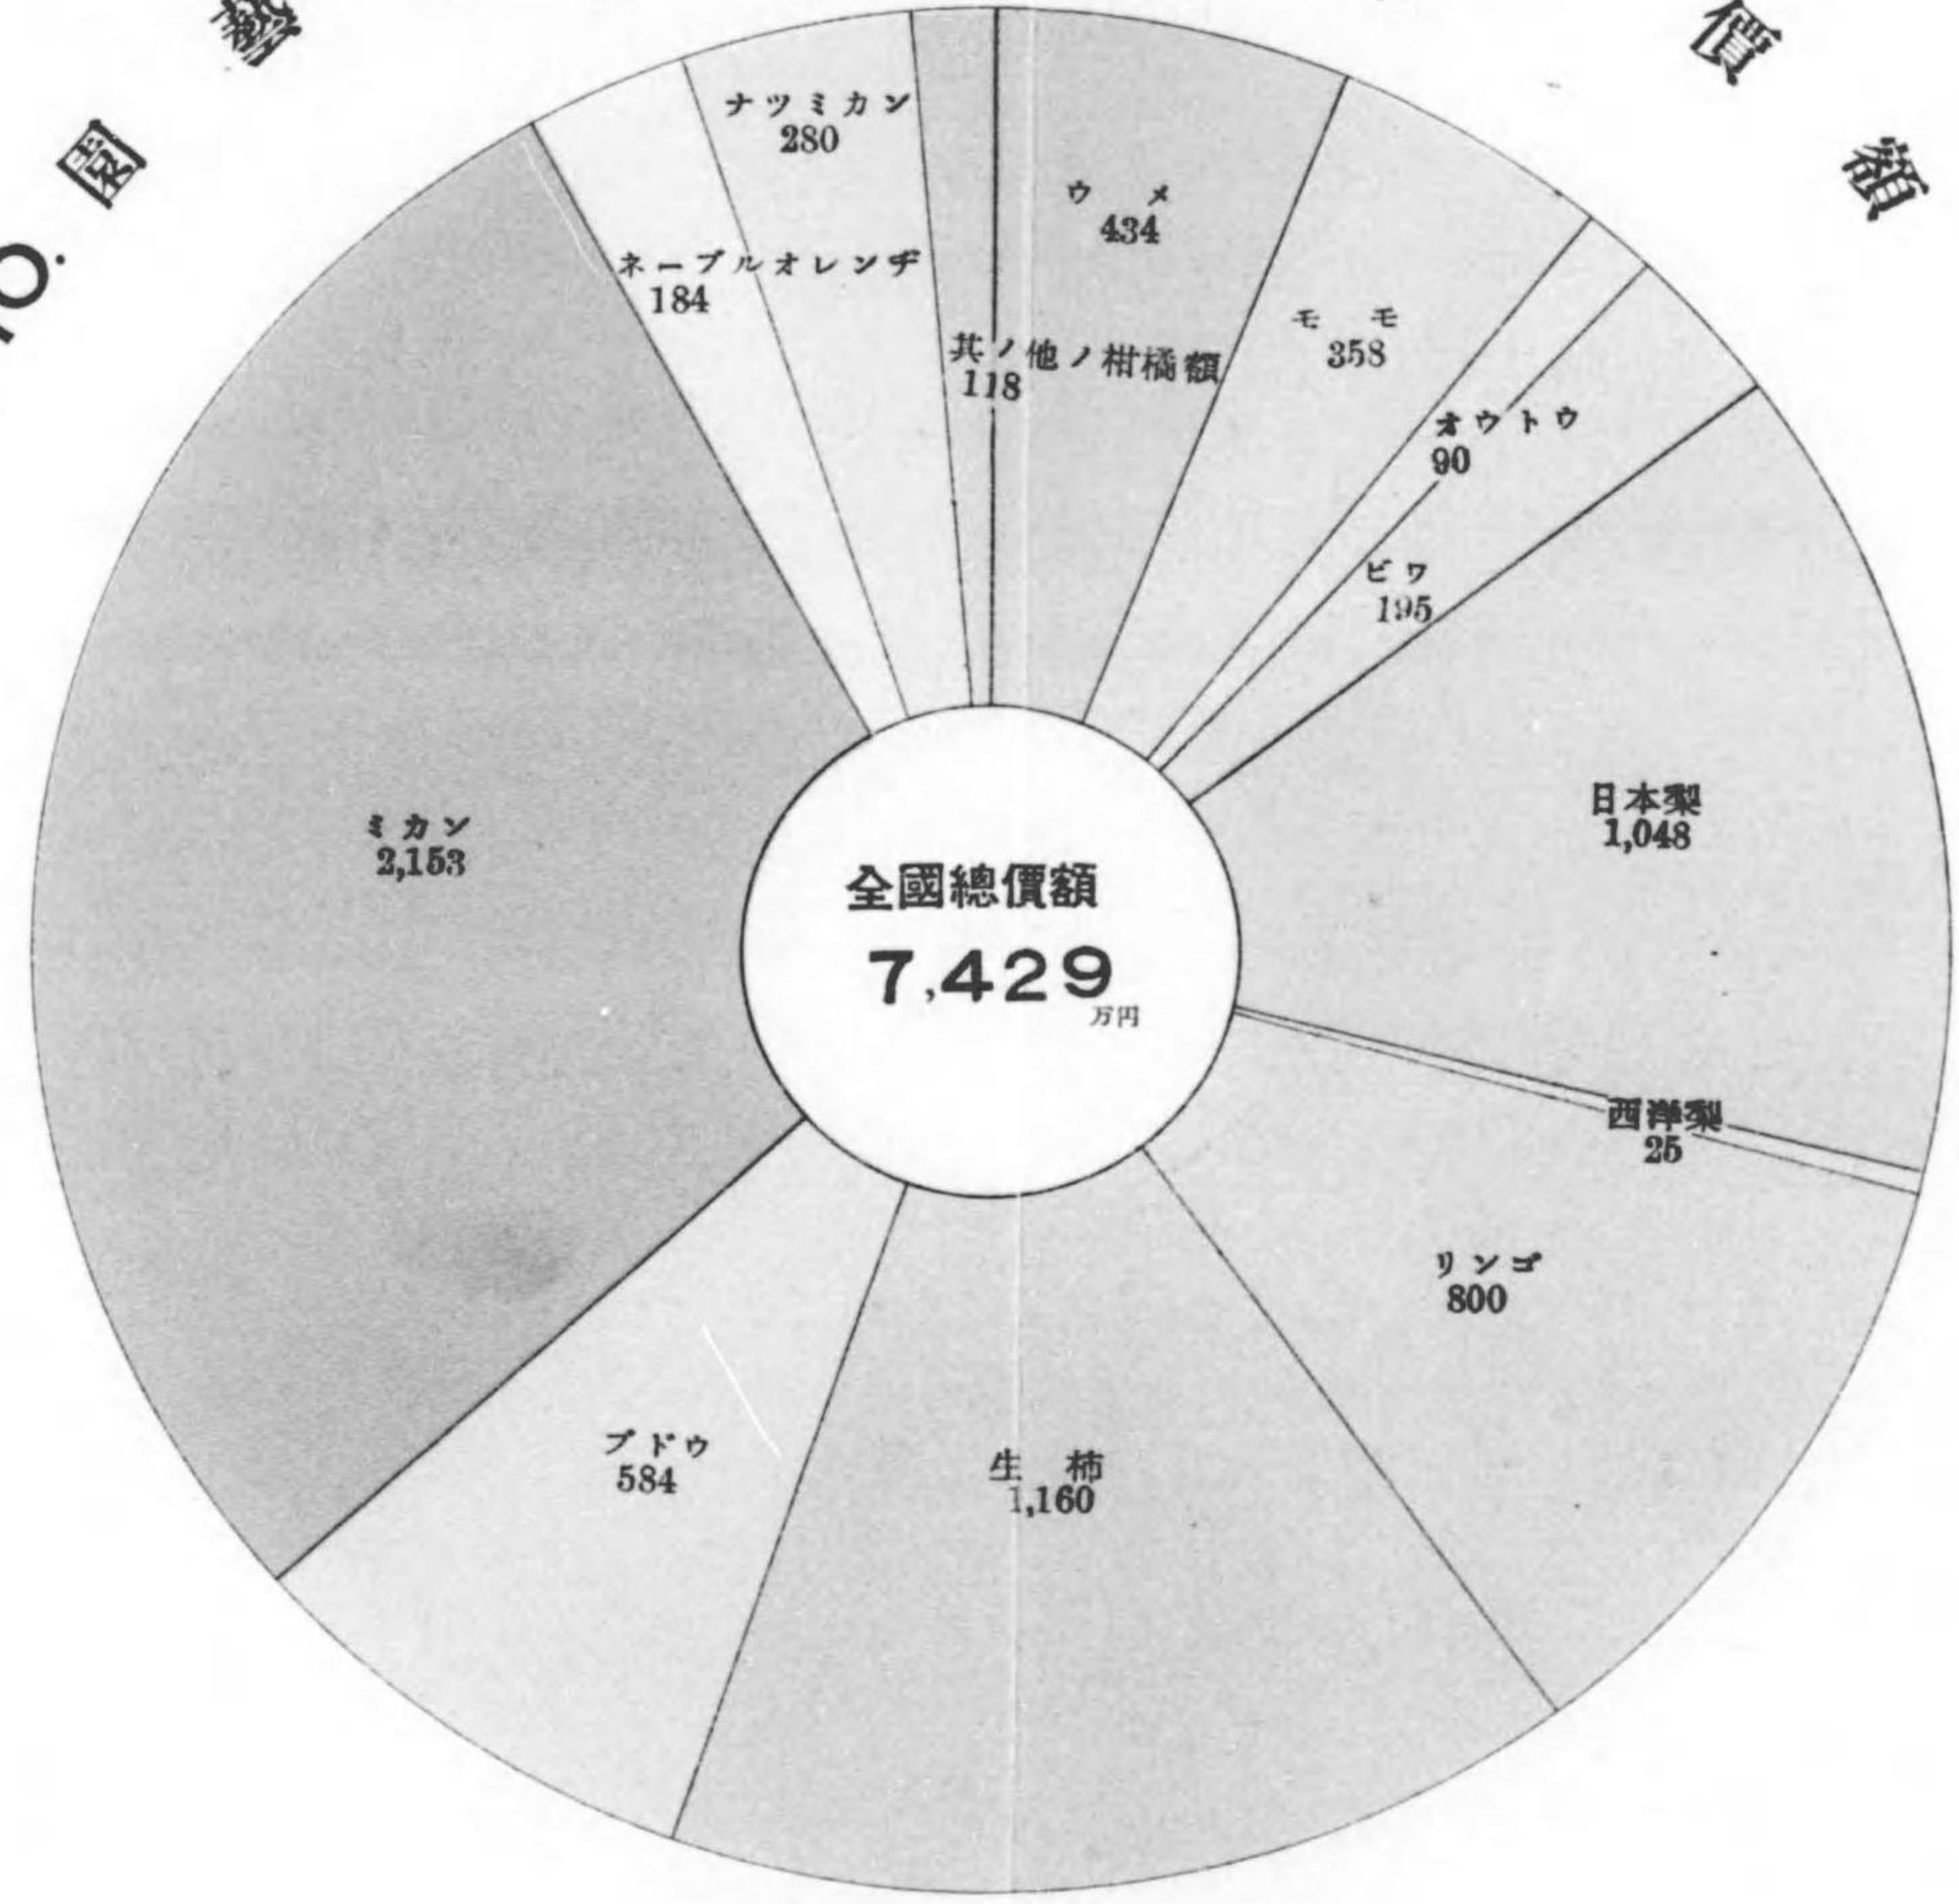 園
藝
價
額
ウメ
434
モモ
358
オウトウ
90
ビワ
195
日本梨
1,048
西洋梨
25
リンゴ
800
生柿
1,160
ブドウ
584
ミカン
2,153
ネーブルオレンヂ
184
ナツミカン
280
其ノ他ノ柑橘額
118
全國總價額
7,429
万円